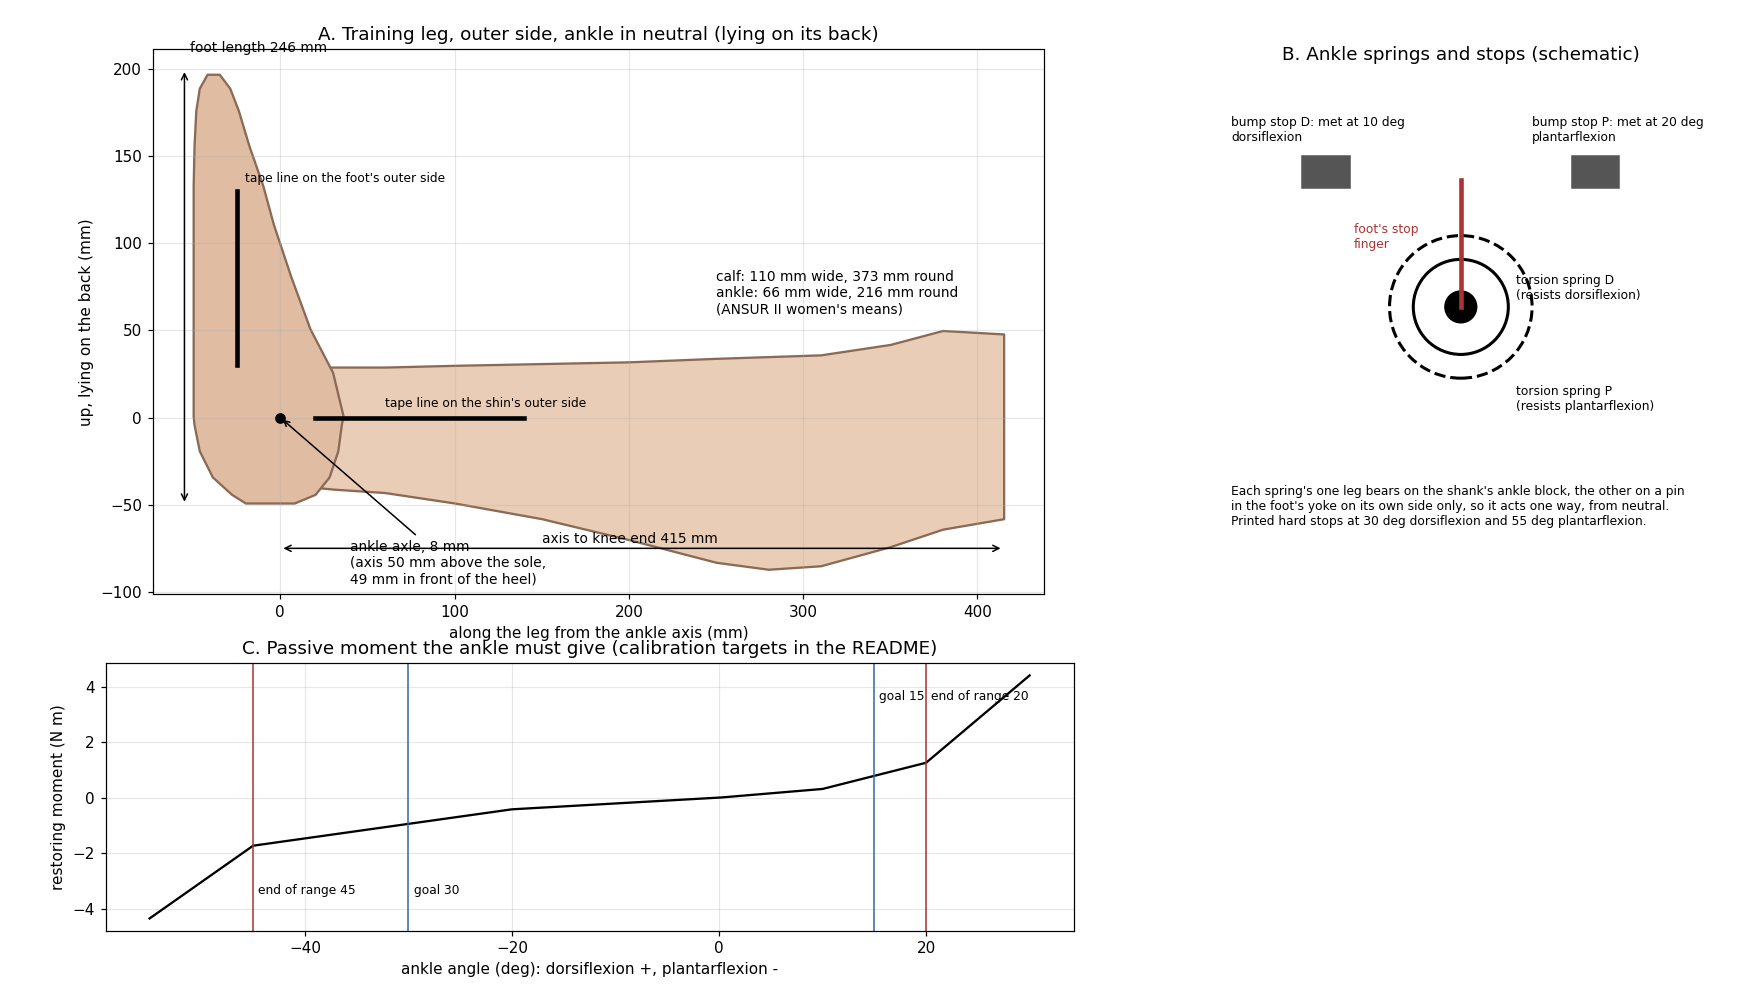 A. Training leg, outer side, ankle in neutral (lying on its back)
foot length 246 mm
200
150
100
50
0
−50
−100
up, lying on the back (mm)
tape line on the foot's outer side
calf: 110 mm wide, 373 mm round
ankle: 66 mm wide, 216 mm round
(ANSUR II women's means)
tape line on the shin's outer side
axis to knee end 415 mm
ankle axle, 8 mm
(axis 50 mm above the sole,
49 mm in front of the heel)
0
100
200
300
400
along the leg from the ankle axis (mm)
B. Ankle springs and stops (schematic)
bump stop D: met at 10 deg
dorsiflexion
bump stop P: met at 20 deg
plantarflexion
foot's stop
finger
torsion spring D
(resists dorsiflexion)
torsion spring P
(resists plantarflexion)
Each spring's one leg bears on the shank's ankle block, the other on a pin
in the foot's yoke on its own side only, so it acts one way, from neutral.
Printed hard stops at 30 deg dorsiflexion and 55 deg plantarflexion.
C. Passive moment the ankle must give (calibration targets in the README)
4
2
0
−2
−4
restoring moment (N m)
goal 15
end of range 20
end of range 45
goal 30
−40
−20
0
20
ankle angle (deg): dorsiflexion +, plantarflexion -